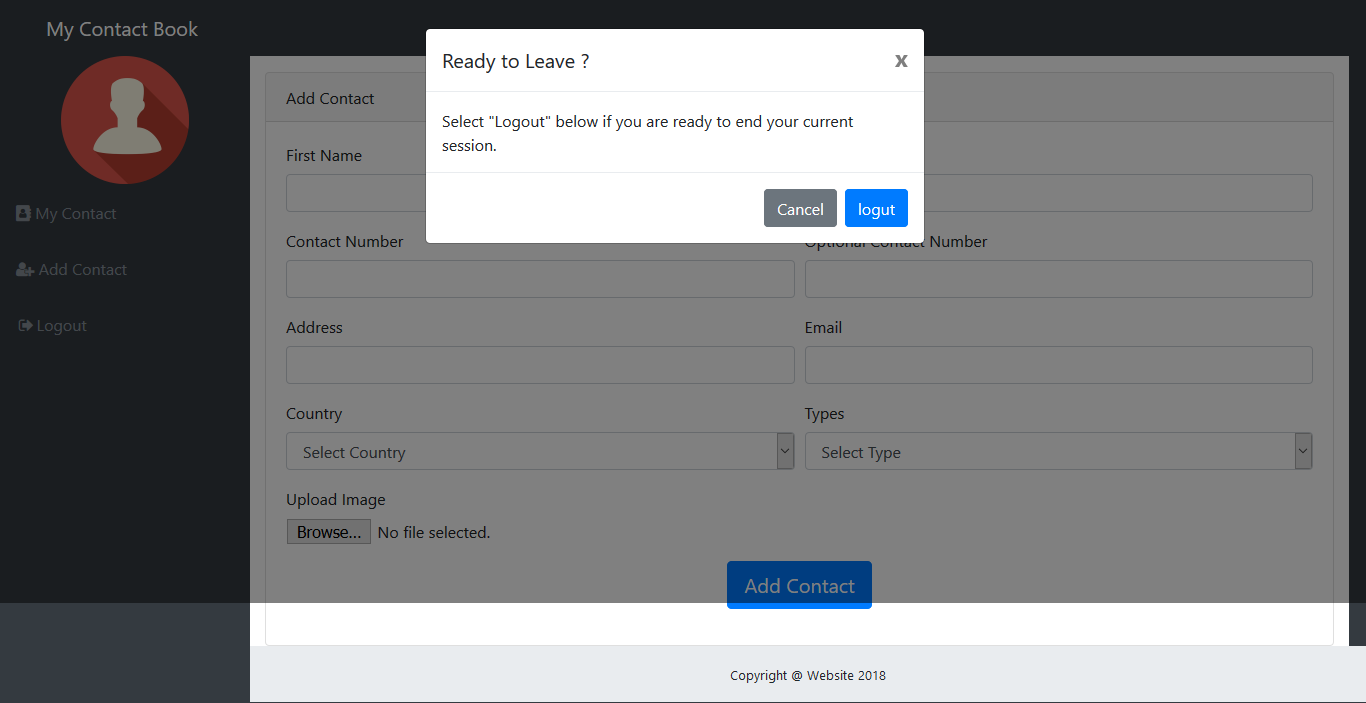 My Contact Book
Ready to Leave ?
x
Select "Logout" below if you are ready to end your current
session.
Cancel
logut
My Contact
Add Contact
Logout
Add Contact
First Name
Contact Number
Optional Contact Number
Address
Email
Country
Types
Select Country
Select Type
Upload Image
Browse...
No file selected.
Add Contact
Copyright @ Website 2018